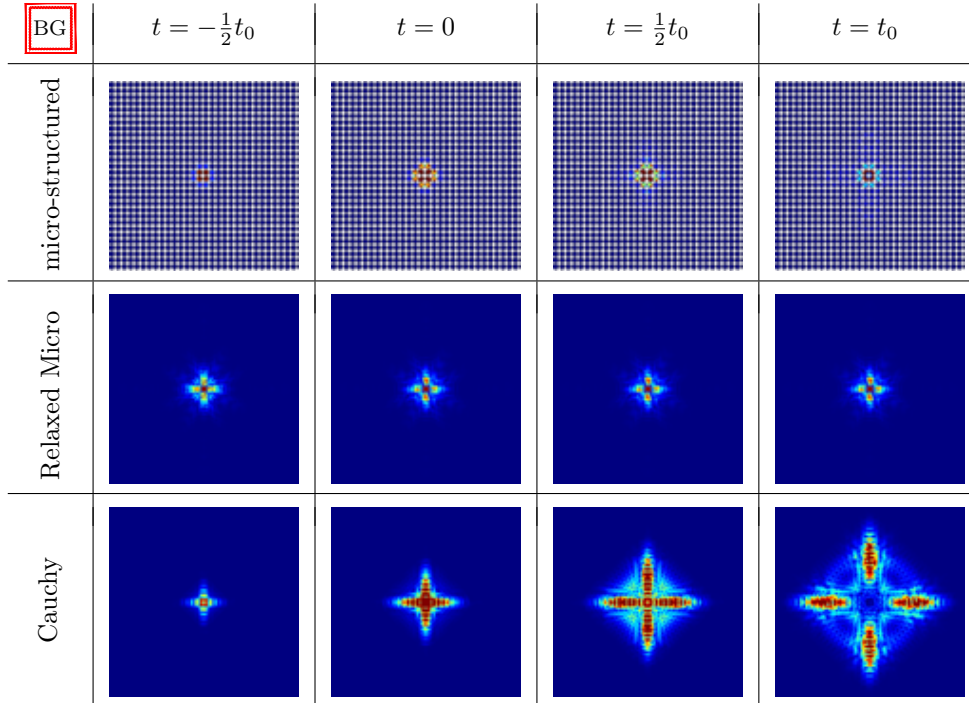 BG
t = −½t₀
t = 0
t = ½t₀
t = t₀
micro-structured
Relaxed Micro
Cauchy